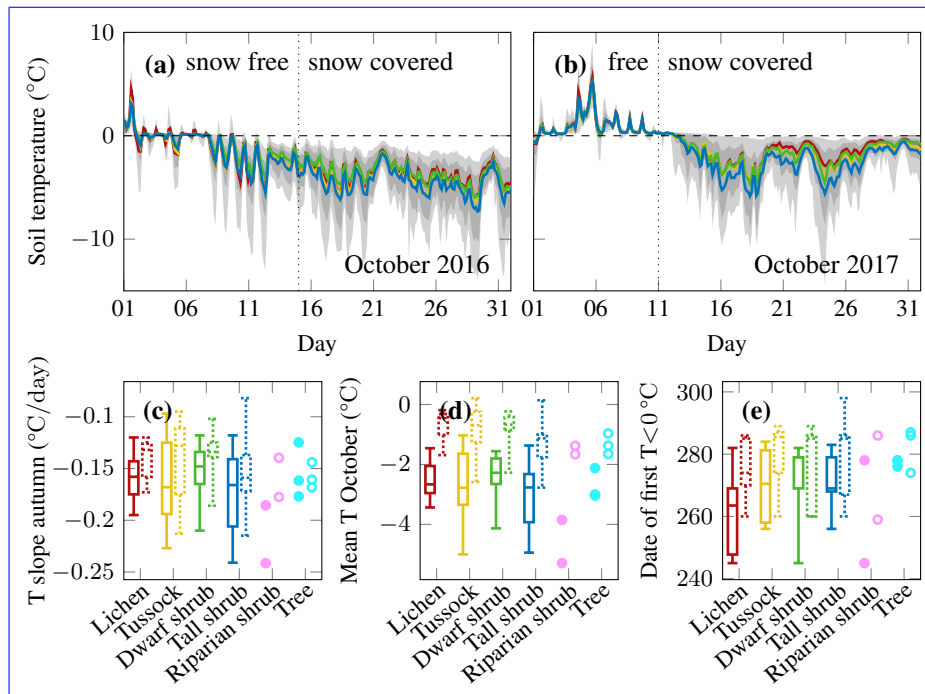 10
0
−10
Soil temperature (°C)
(a) snow free snow covered
October 2016
01 06 11 16 21 26 31
Day
(b) free snow covered
October 2017
01 06 11 16 21 26 31
Day
T slope autumn (°C/day)
−0.1
−0.15
−0.2
−0.25
(c)
Lichen
Tussock
Dwarf shrub
Tall shrub
Riparian shrub
Tree
Mean T October (°C)
0
−2
−4
(d)
Lichen
Tussock
Dwarf shrub
Tall shrub
Riparian shrub
Tree
Date of first T<0 °C
300
280
260
240
(e)
Lichen
Tussock
Dwarf shrub
Tall shrub
Riparian shrub
Tree